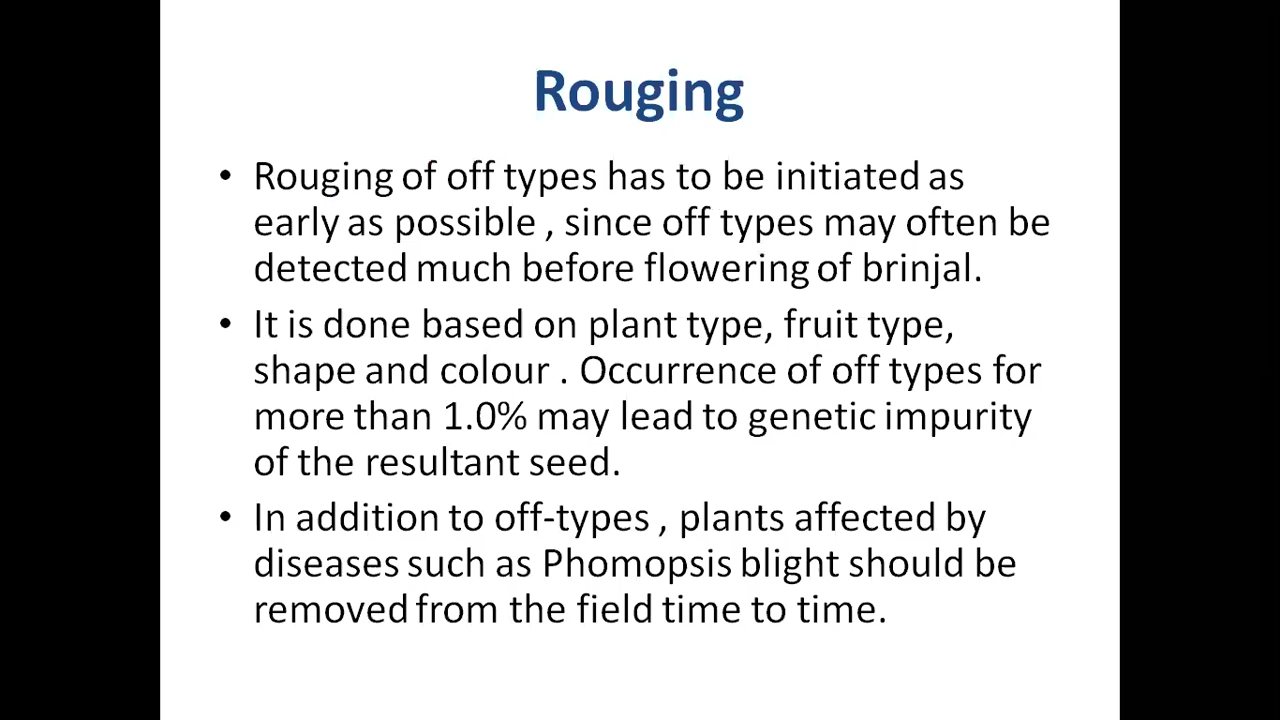 Rouging
• Rouging of off types has to be initiated as
early as possible , since off types may often be
detected much before flowering of brinjal.
• It is done based on plant type, fruit type,
shape and colour . Occurrence of off types for
more than 1.0% may lead to genetic impurity
of the resultant seed.
• In addition to off-types , plants affected by
diseases such as Phomopsis blight should be
removed from the field time to time.